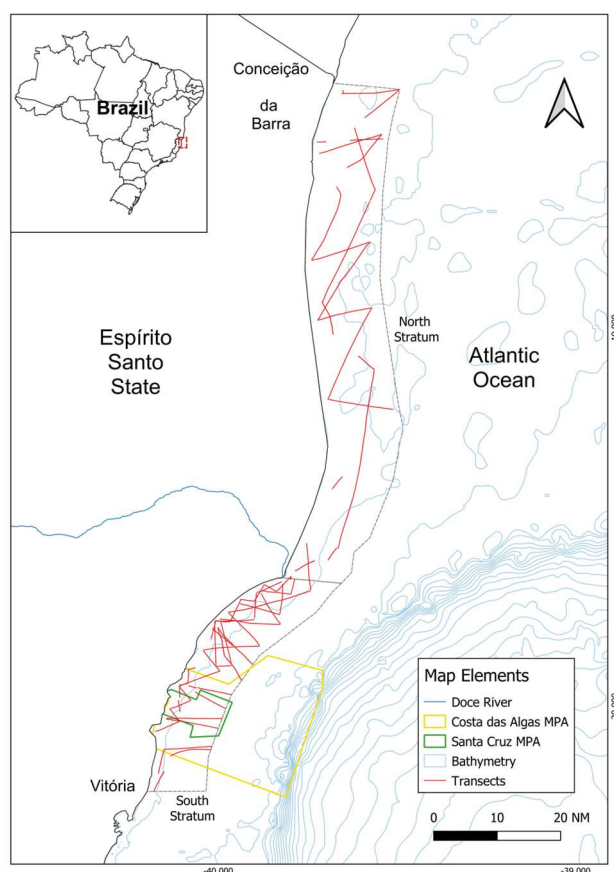 Brazil
Conceição
da
Barra
Espírito
Santo
State
North
Stratum
Atlantic
Ocean
Map Elements
Doce River
Costa das Algas MPA
Santa Cruz MPA
Bathymetry
Transects
Vitória
South
Stratum
0 10 20 NM
-40.000
-39.000